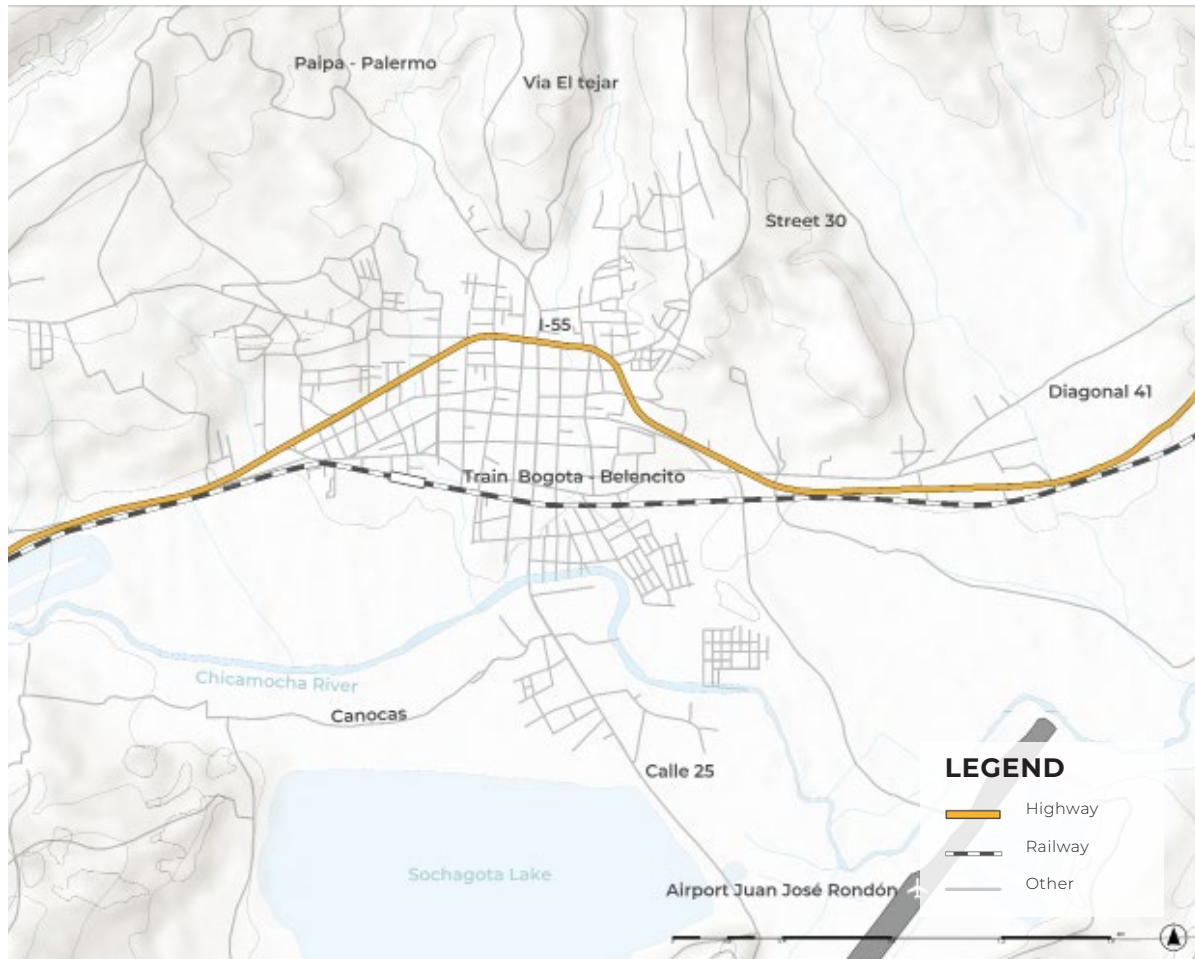 Paipa - Palermo
Via El tejar
Street 30
I-55
Diagonal 41
Train Bogota - Belencito
Chicamocha River
Canocas
Calle 25
Sochagota Lake
Airport Juan José Rondón
LEGEND
Highway
Railway
Other